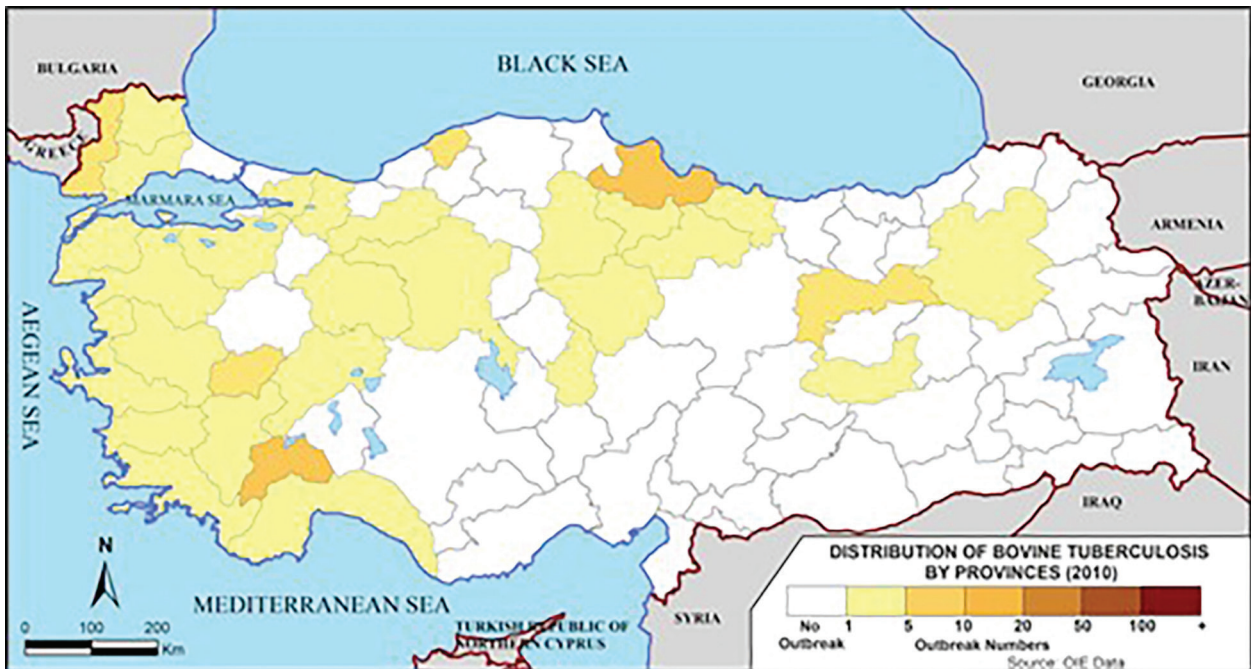 BULGARIA
BLACK SEA
GEORGIA
GREECE
MARMARA SEA
ARMENIA
AZER-
BAIJAN
AEGEAN SEA
IRAN
IRAQ
N
MEDITERRANEAN SEA
SYRIA
TURKISH REPUBLIC OF
NORTHERN CYPRUS
0 100 200
Km
DISTRIBUTION OF BOVINE TUBERCULOSIS
BY PROVINCES (2010)
No 1 5 10 20 50 100 +
Outbreak Outbreak Numbers
Source: OIE Data